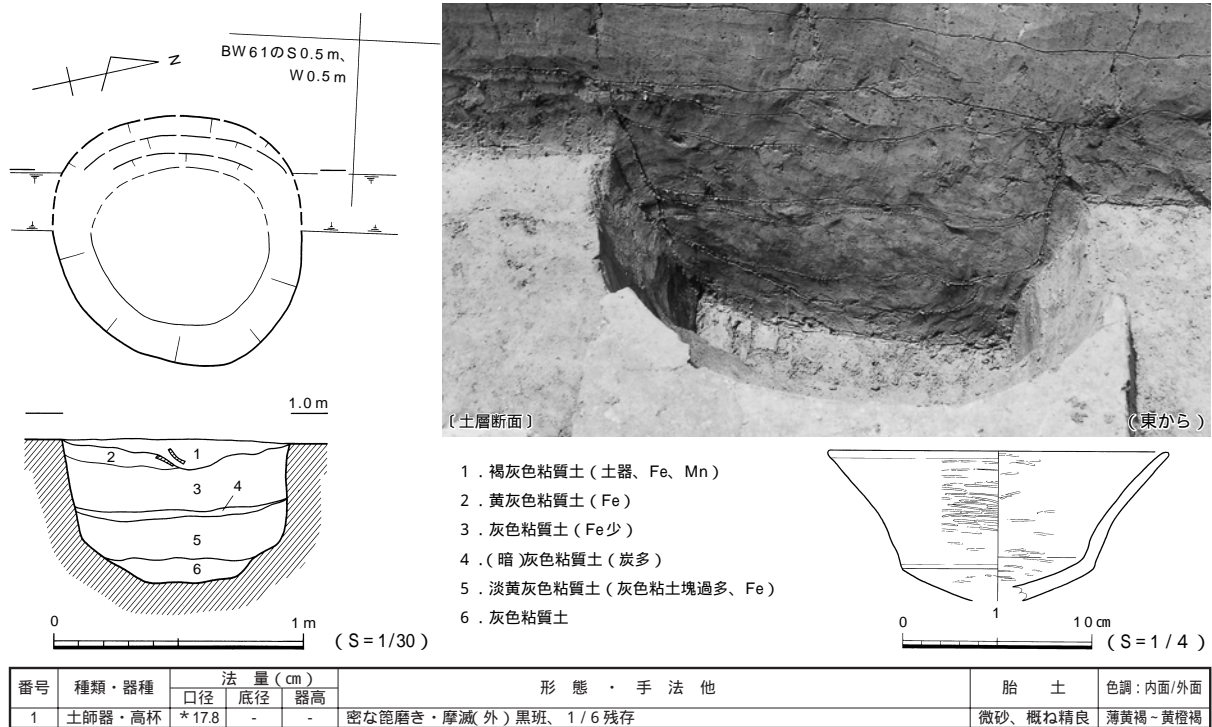 BW61のS0.5m、
W0.5m
N
〔土層断面〕
(東から)
1.0m
1
2
3
4
5
6
0
1m
(S=1/30)
1．褐灰色粘質土(土器、Fe、Mn)
2．黄灰色粘質土(Fe)
3．灰色粘質土(Fe少)
4．(暗)灰色粘質土(炭多)
5．淡黄灰色粘質土(灰色粘土塊過多、Fe)
6．灰色粘質土
1
0
10㎝
(S=1/4)
番号 種類・器種 法量(㎝) 形態・手法他 胎土 色調：内面/外面
口径 底径 器高
1 土師器・高杯 *17.8 - - 密な箆磨き・摩滅(外)黒斑、1/6残存 微砂、概ね精良 薄黄褐~黄橙褐